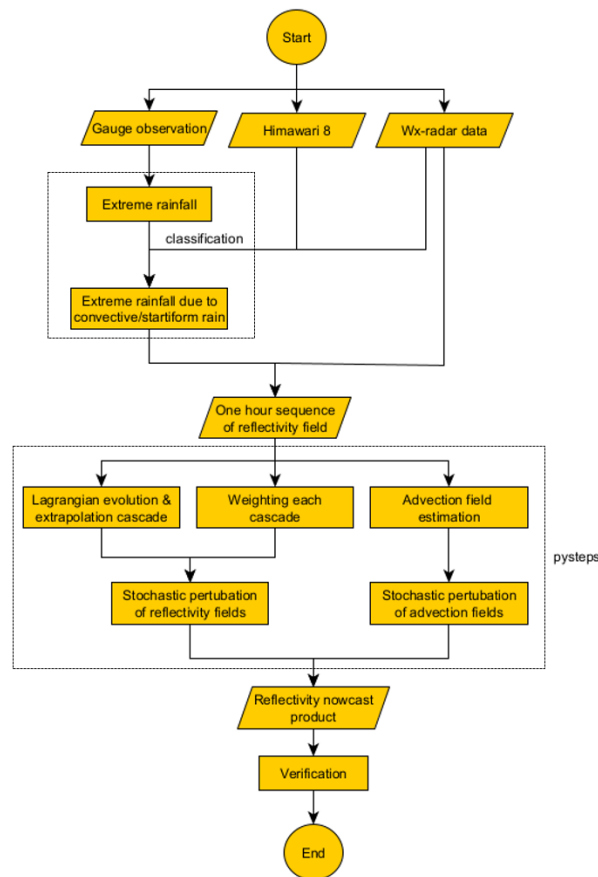 Start
Gauge observation
Himawari 8
Wx-radar data
Extreme rainfall
classification
Extreme rainfall due to
convective/startiform rain
One hour sequence
of reflectivity field
Lagrangian evolution &
extrapolation cascade
Weighting each
cascade
Advection field
estimation
pysteps
Stochastic pertubation
of reflectivity fields
Stochastic pertubation
of advection fields
Reflectivity nowcast
product
Verification
End